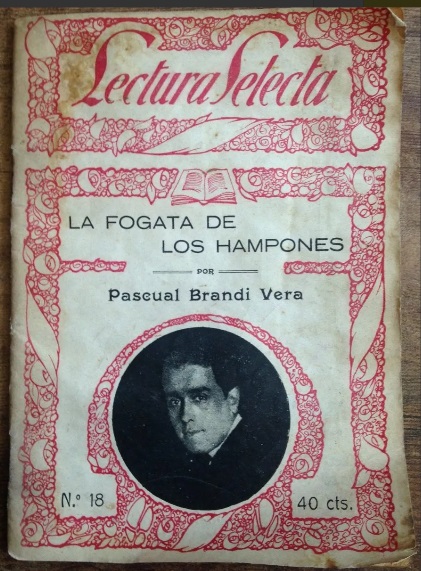 Lectura Selecta
LA FOGATA DE
LOS HAMPONES
POR
Pascual Brandi Vera
N.º 18
40 cts.